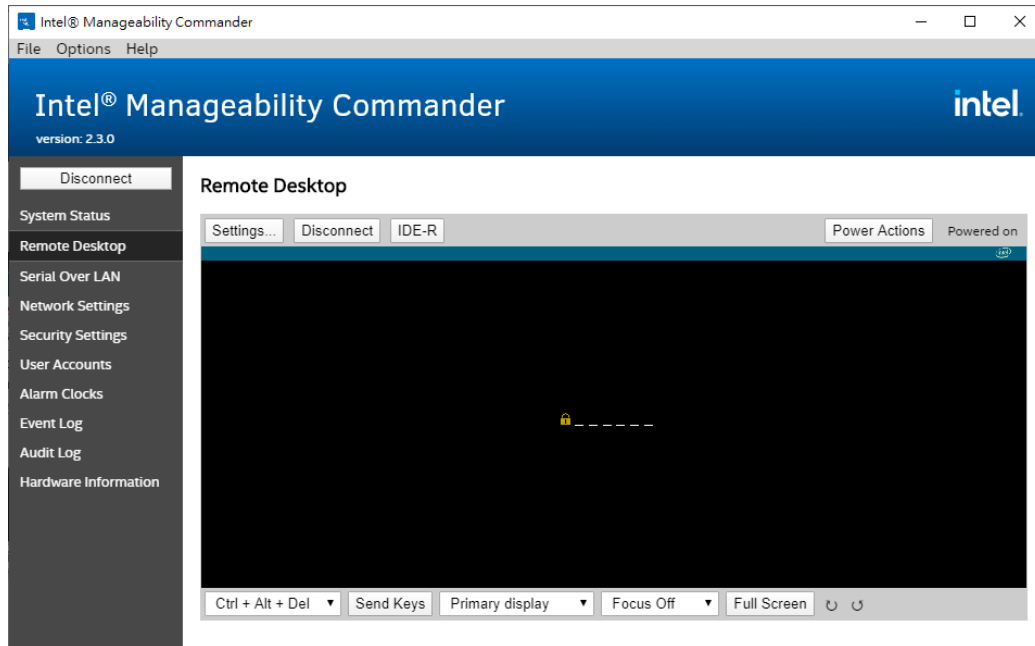 Intel® Manageability Commander
File Options Help
Intel® Manageability Commander
intel.
version: 2.3.0
Disconnect
Remote Desktop
System Status
Settings... Disconnect IDE-R Power Actions Powered on
Remote Desktop
Serial Over LAN
Network Settings
Security Settings
User Accounts
Alarm Clocks
Event Log
_ _ _ _ _ _
Audit Log
Hardware Information
Ctrl + Alt + Del Send Keys Primary display Focus Off Full Screen